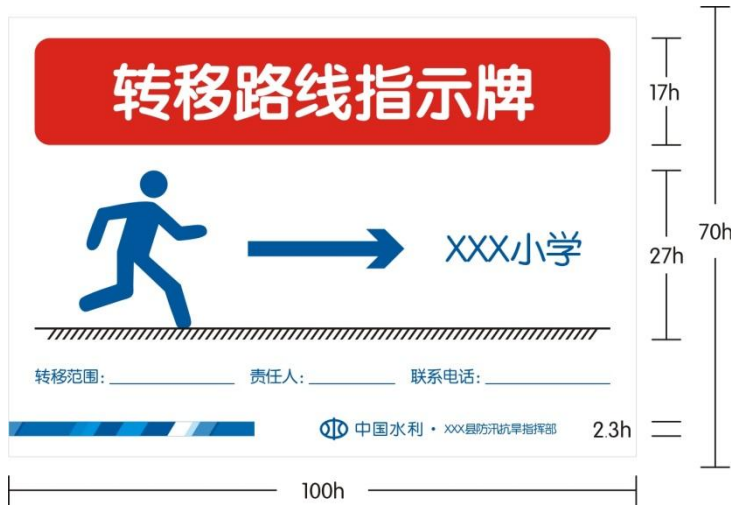 转移路线指示牌
17h
XXX小学
27h
70h
转移范围: 责任人: 联系电话:
中国水利·XXX县防汛抗旱指挥部 2.3h
100h